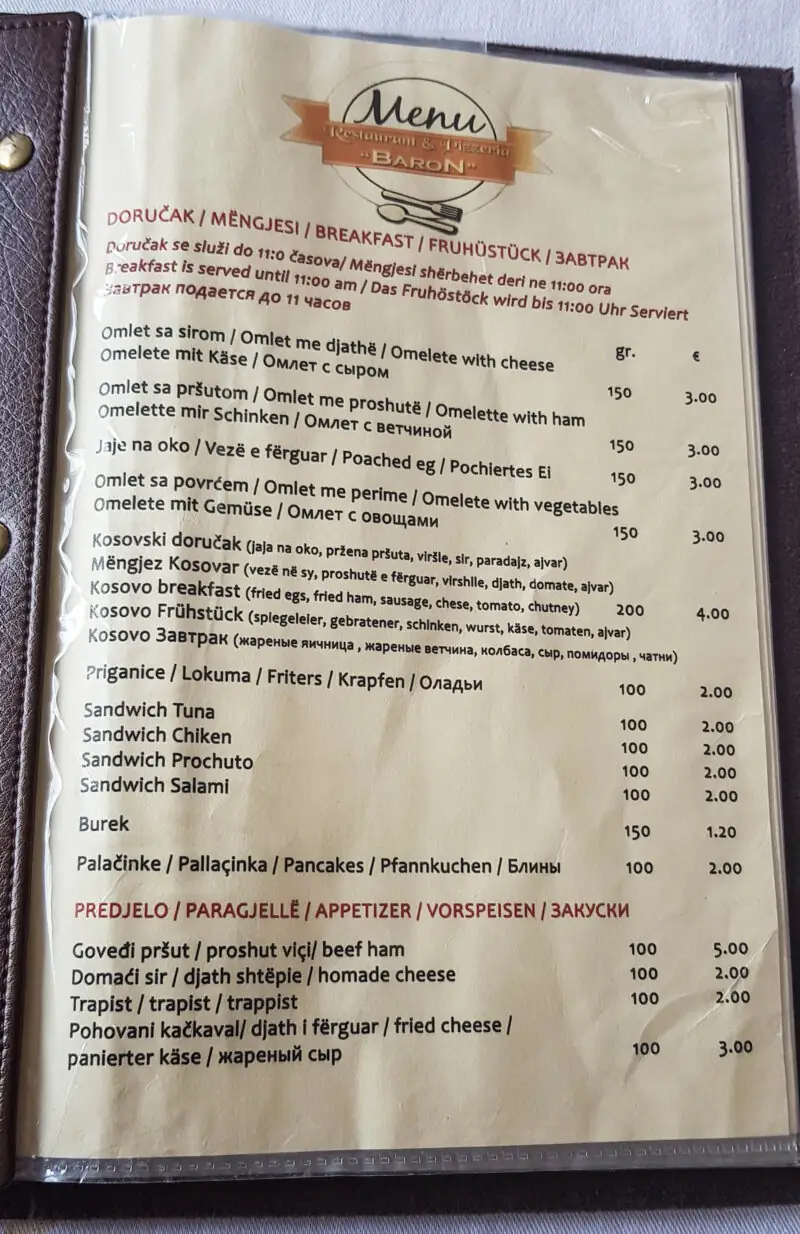 Menu
Restaurant & Pizzeria
"BARON"
DORUČAK / MËNGJESI / BREAKFAST / FRUHÜSTÜCK / ЗАВТРАК
Doručak se služi do 11:0 časova/ Mëngjesi shërbehet deri ne 11:00 ora
Breakfast is served until 11:00 am / Das Fruhöstöck wird bis 11:00 Uhr Serviert
Завтрак подается до 11 часов
gr. €
Omlet sa sirom / Omlet me djathë / Omelete with cheese
Omelete mit Käse / Омлет с сыром 150 3.00
Omlet sa pršutom / Omlet me proshutë / Omelette with ham
Omelette mir Schinken / Омлет с ветчиной 150 3.00
Jaje na oko / Vezë e fërguar / Poached eg / Pochiertes Ei 150 3.00
Omlet sa povrćem / Omlet me perime / Omelete with vegetables
Omelete mit Gemüse / Омлет с овощами 150 3.00
Kosovski doručak (jaja na oko, pržena pršuta, viršle, sir, paradajz, ajvar)
Mëngjez Kosovar (vezë në sy, proshutë e fërguar, virshlle, djath, domate, ajvar)
Kosovo breakfast (fried egs, fried ham, sausage, chese, tomato, chutney) 200 4.00
Kosovo Frühstück (spiegeleier, gebratener, schinken, wurst, käse, tomaten, ajvar)
Kosovo Завтрак (жареные яичница , жареные ветчина, колбаса, сыр, помидоры , чатни)
Priganice / Lokuma / Friters / Krapfen / Оладьи 100 2.00
Sandwich Tuna 100 2.00
Sandwich Chiken 100 2.00
Sandwich Prochuto 100 2.00
Sandwich Salami 100 2.00
Burek 150 1.20
Palačinke / Pallaçinka / Pancakes / Pfannkuchen / Блины 100 2.00
PREDJELO / PARAGJELLË / APPETIZER / VORSPEISEN / ЗАКУСКИ
Goveđi pršut / proshut viçi/ beef ham 100 5.00
Domaći sir / djath shtëpie / homade cheese 100 2.00
Trapist / trapist / trappist 100 2.00
Pohovani kačkaval/ djath i fërguar / fried cheese /
panierter käse / жареный сыр 100 3.00